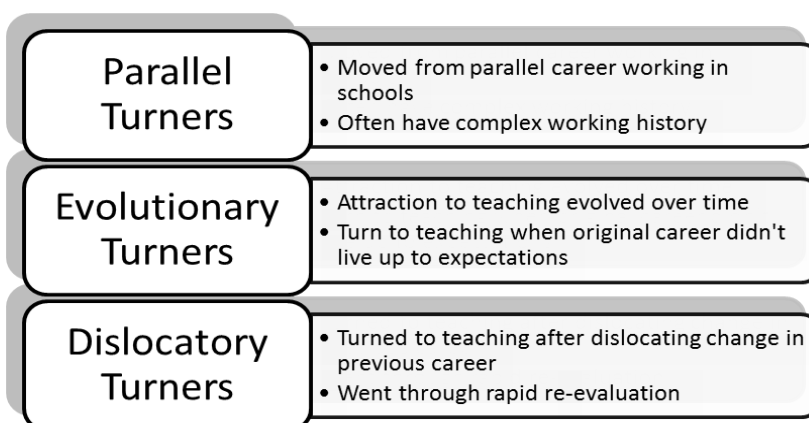 Parallel
Turners
• Moved from parallel career working in
schools
• Often have complex working history
Evolutionary
Turners
• Attraction to teaching evolved over time
• Turn to teaching when original career didn't
live up to expectations
Dislocatory
Turners
• Turned to teaching after dislocating change in
previous career
• Went through rapid re-evaluation